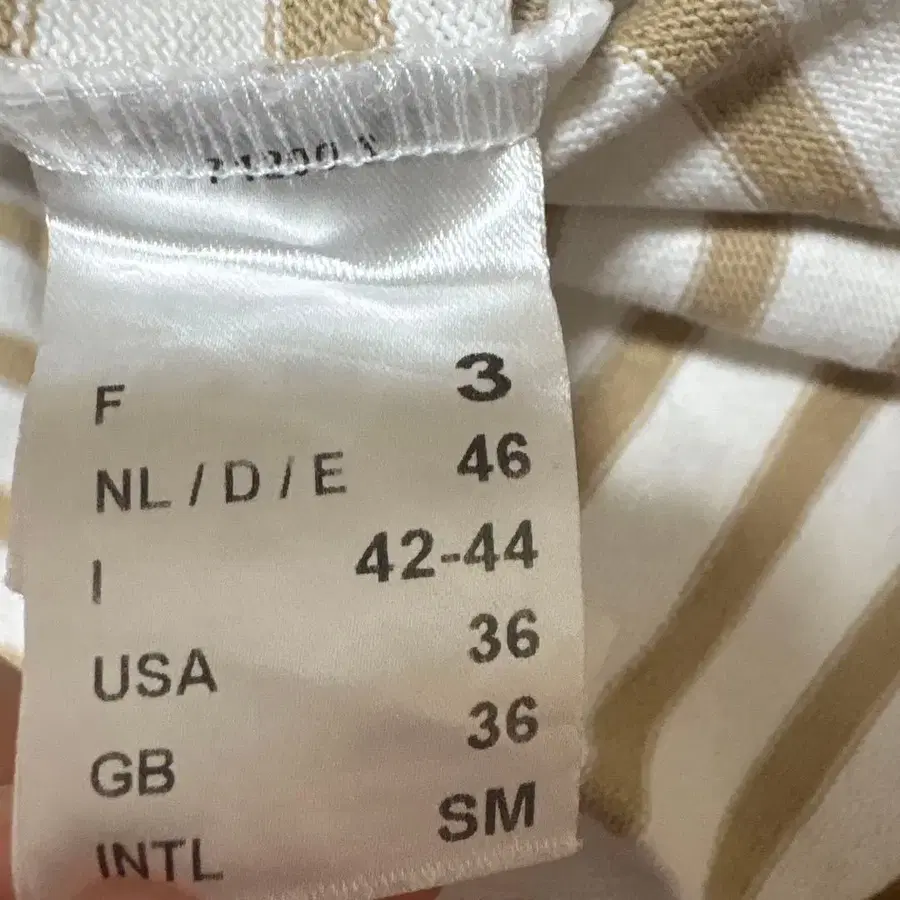 F 3
NL / D / E 46
I 42-44
USA 36
GB 36
INTL SM